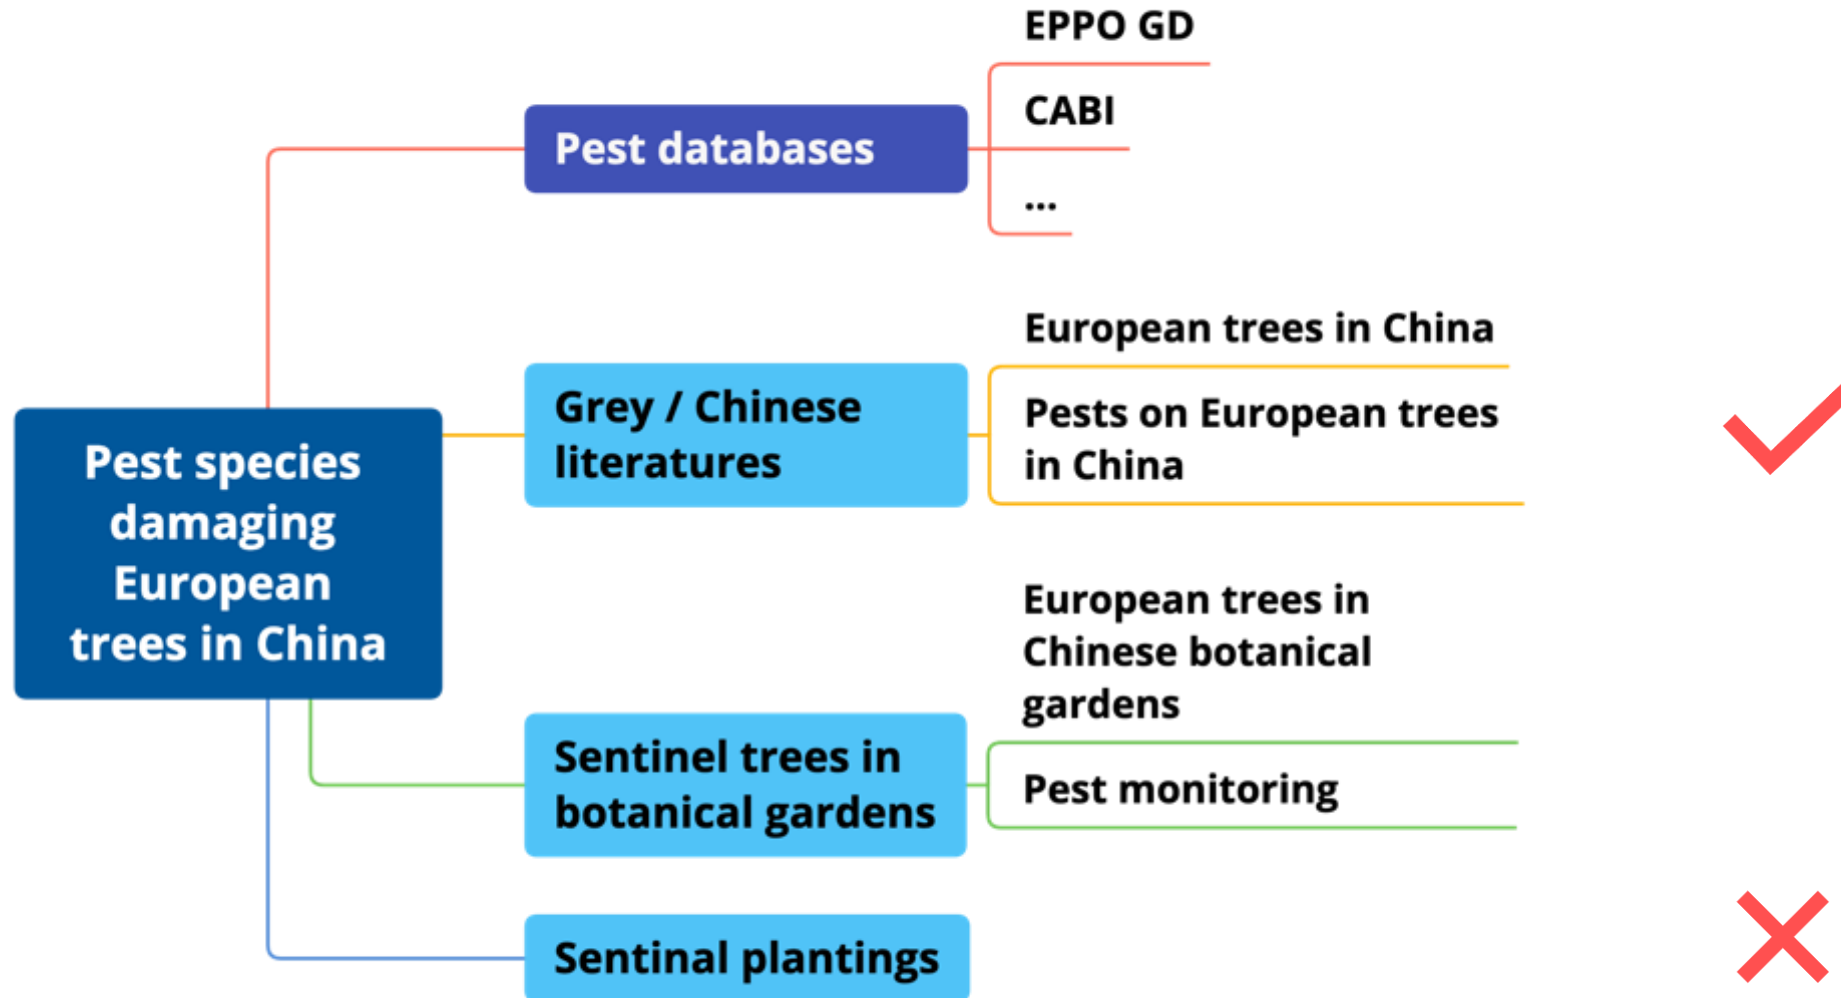 EPPO GD
CABI
...
Pest databases
European trees in China
Pests on European trees
in China
Grey / Chinese
literatures
Pest species
damaging
European
trees in China
European trees in
Chinese botanical
gardens
Pest monitoring
Sentinel trees in
botanical gardens
Sentinal plantings